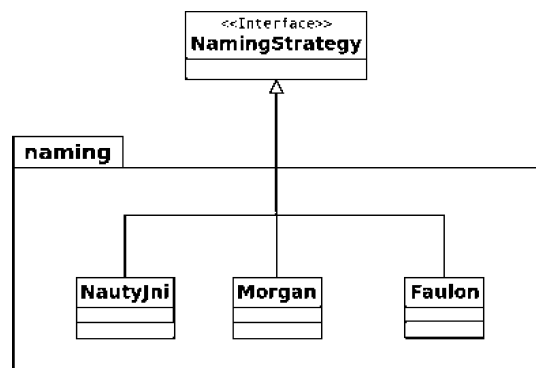 <<Interface>>
NamingStrategy
naming
NautyJni
Morgan
Faulon